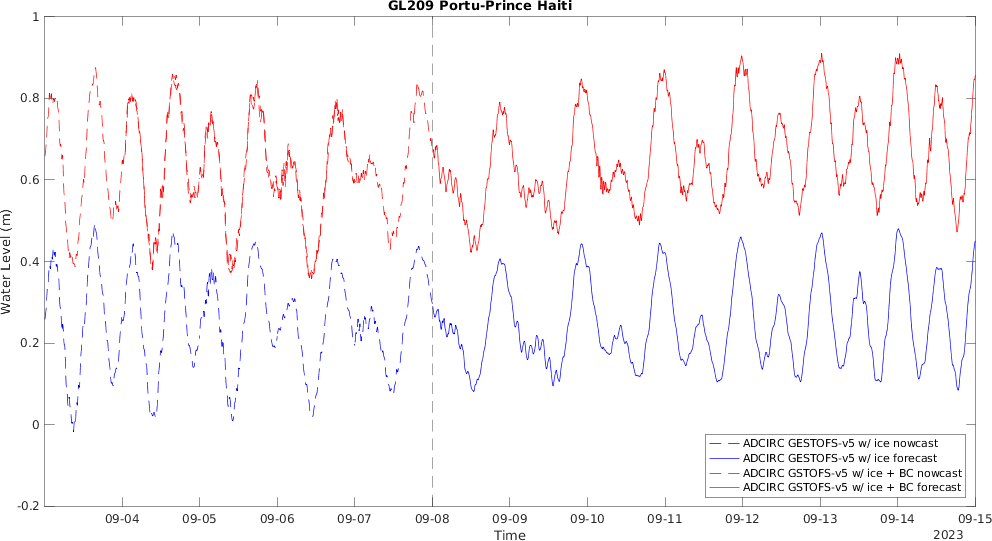 GL209 Portu-Prince Haiti
Water Level (m)
1
0.8
0.6
0.4
0.2
0
-0.2
ADCIRC GESTOFS-v5 w/ ice nowcast
ADCIRC GESTOFS-v5 w/ ice forecast
ADCIRC GSTOFS-v5 w/ ice + BC nowcast
ADCIRC GSTOFS-v5 w/ ice + BC forecast
09-04 09-05 09-06 09-07 09-08 09-09 09-10 09-11 09-12 09-13 09-14 09-15
Time
2023